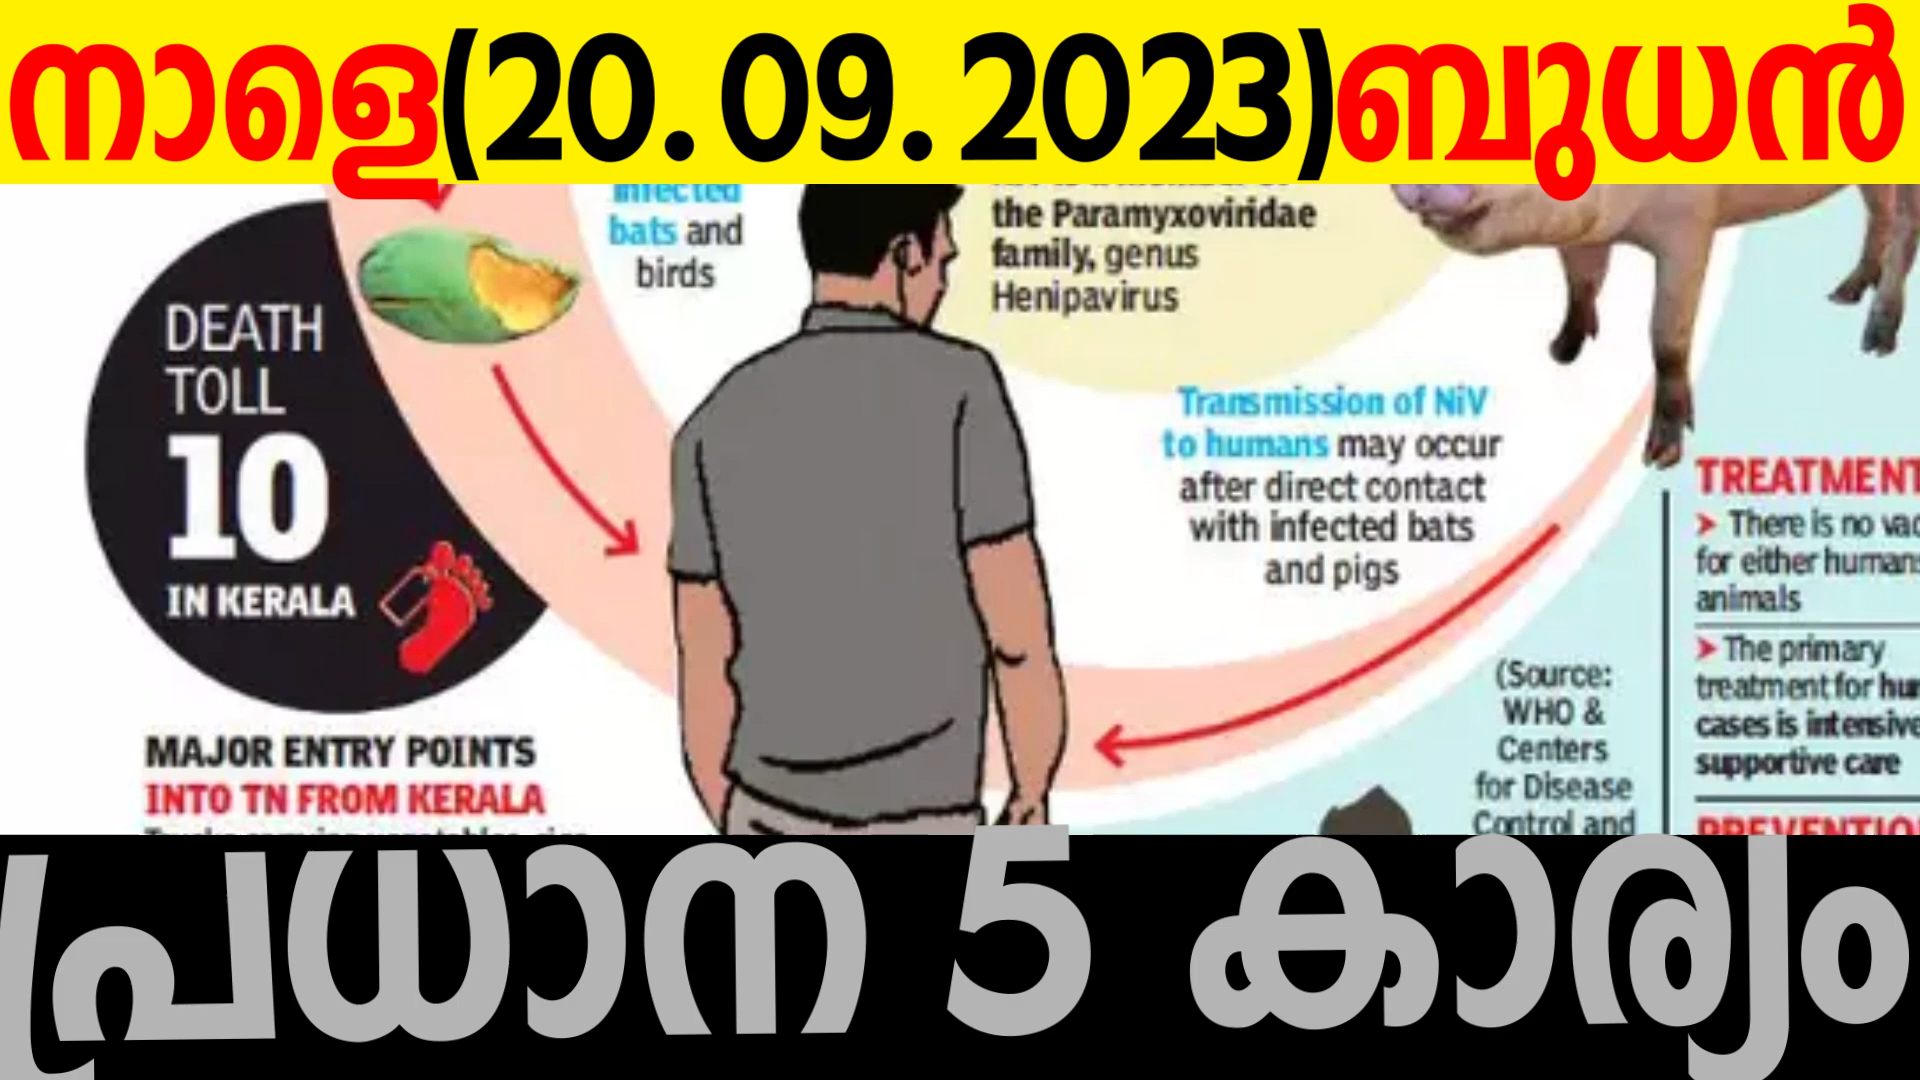 നാളെ(20.09.2023)ബുധൻ
infected
bats and
birds
the Paramyxoviridae
family, genus
Henipavirus
DEATH
TOLL
10
IN KERALA
Transmission of NiV
to humans may occur
after direct contact
with infected bats
and pigs
TREATMENT
➤ There is no vac
for either humans
animals
➤ The primary
treatment for hu
cases is intensive
supportive care
(Source:
WHO &
Centers
for Disease
Control and
MAJOR ENTRY POINTS
INTO TN FROM KERALA
പ്രധാന 5 കാര്യം